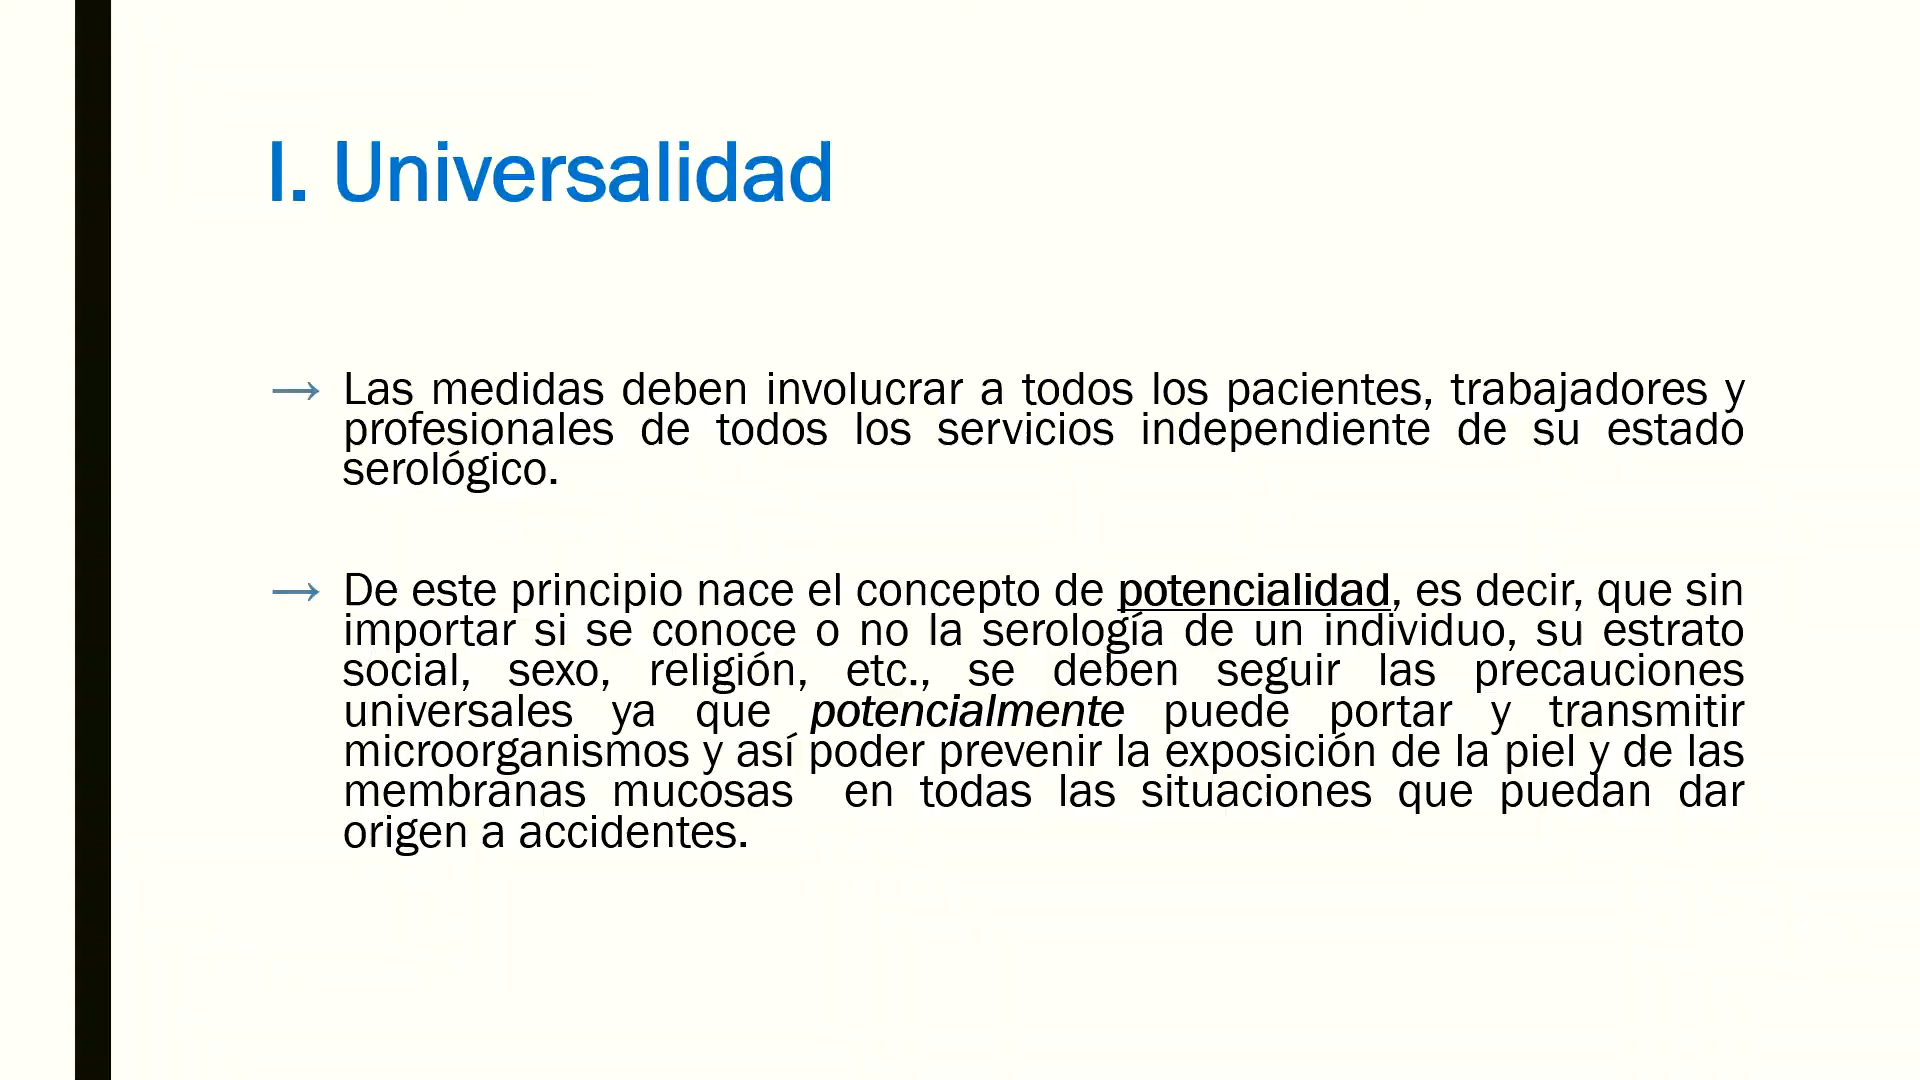 I. Universalidad
→ Las medidas deben involucrar a todos los pacientes, trabajadores y
profesionales de todos los servicios independiente de su estado
serológico.
→ De este principio nace el concepto de potencialidad, es decir, que sin
importar si se conoce o no la serología de un individuo, su estrato
social, sexo, religión, etc., se deben seguir las precauciones
universales ya que potencialmente puede portar y transmitir
microorganismos y así poder prevenir la exposición de la piel y de las
membranas mucosas en todas las situaciones que puedan dar
origen a accidentes.